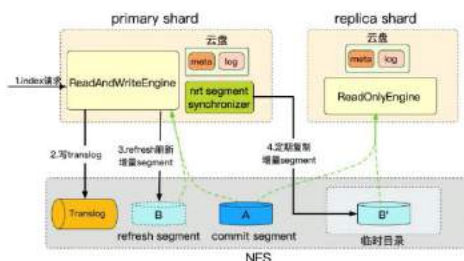 primary shard
replica shard
云盘
meta
log
ReadAndWriteEngine
nrt segment
synchronizer
云盘
meta
log
ReadOnlyEngine
1.index请求
2.写translog
3.refresh刷新
增量segment
4.定期复制
增量segment
Translog
B
refresh segment
A
commit segment
B'
临时目录
NFS